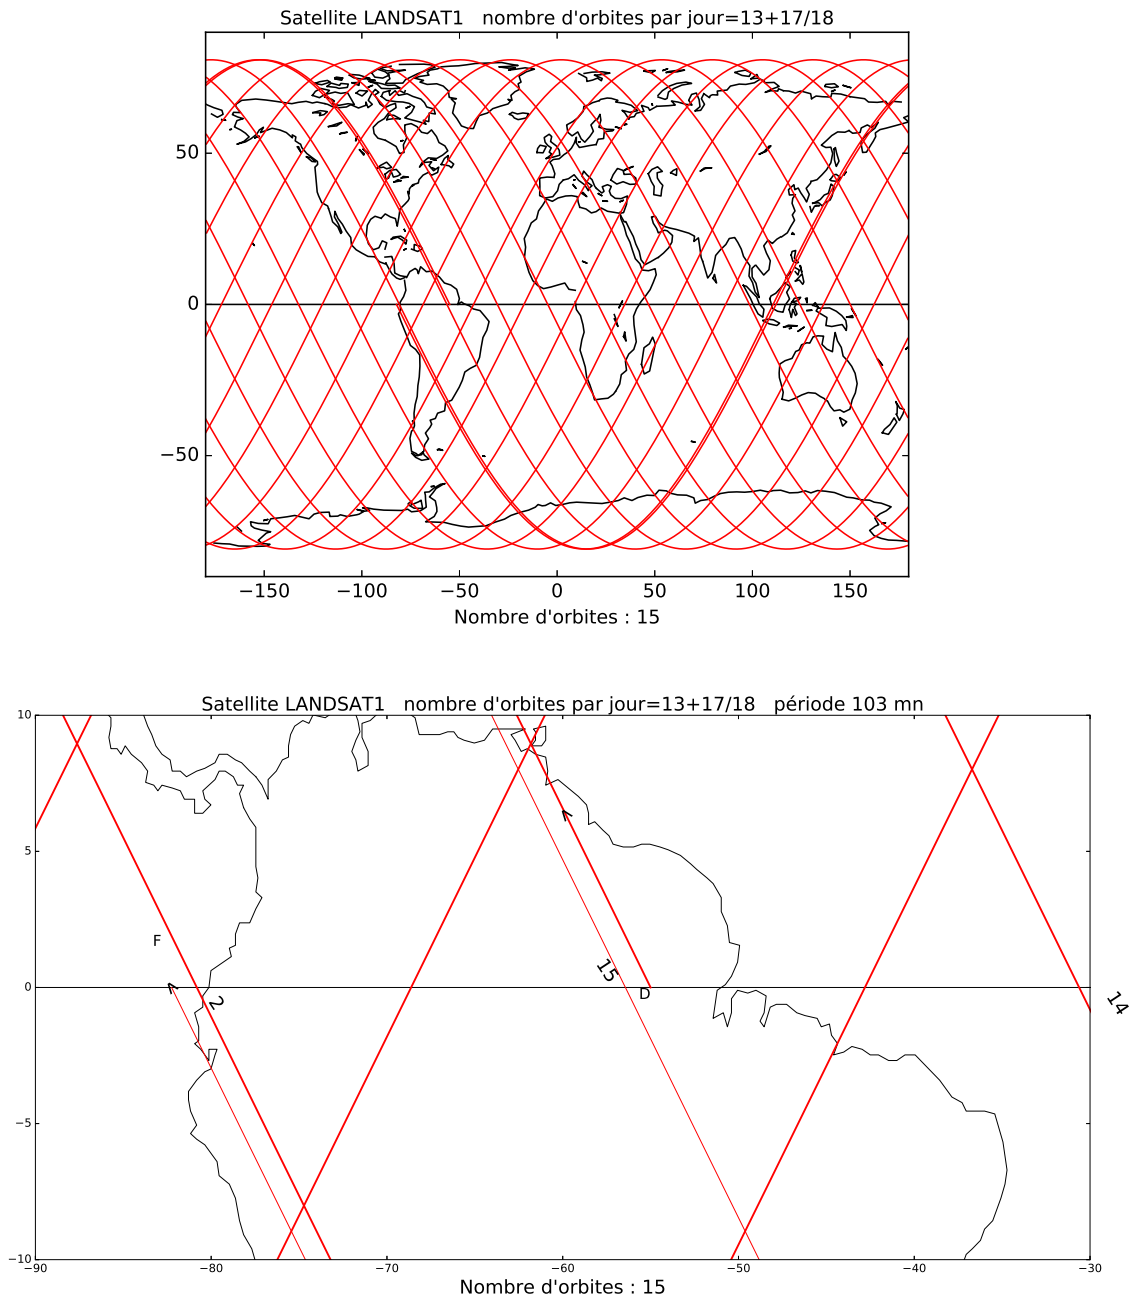 Satellite LANDSAT1 nombre d'orbites par jour=13+17/18
50
0
−50
−150 −100 −50 0 50 100 150
Nombre d'orbites : 15
Satellite LANDSAT1 nombre d'orbites par jour=13+17/18 période 103 mn
10
5
F
15
0
2
D
14
−5
−10
−90 −80 −70 −60 −50 −40 −30
Nombre d'orbites : 15